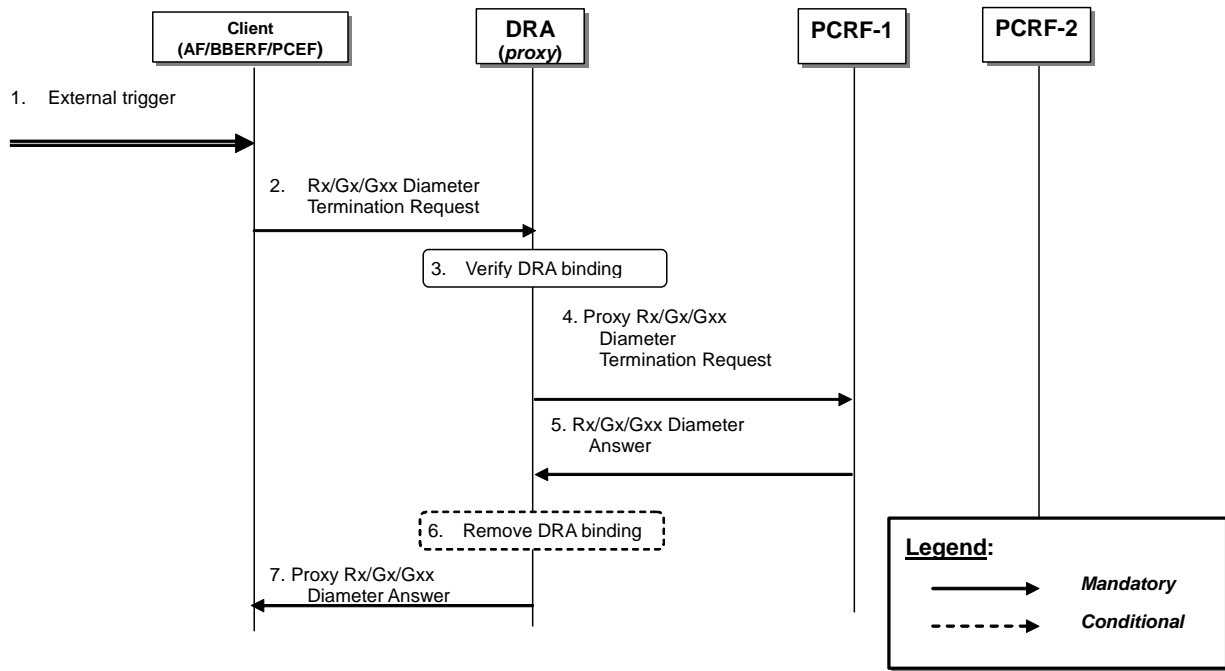 Client
(AF/BBERF/PCEF)
DRA
(proxy)
PCRF-1
PCRF-2
1. External trigger
2. Rx/Gx/Gxx Diameter
Termination Request
3. Verify DRA binding
4. Proxy Rx/Gx/Gxx
Diameter
Termination Request
5. Rx/Gx/Gxx Diameter
Answer
6. Remove DRA binding
7. Proxy Rx/Gx/Gxx
Diameter Answer
Legend:
Mandatory
Conditional